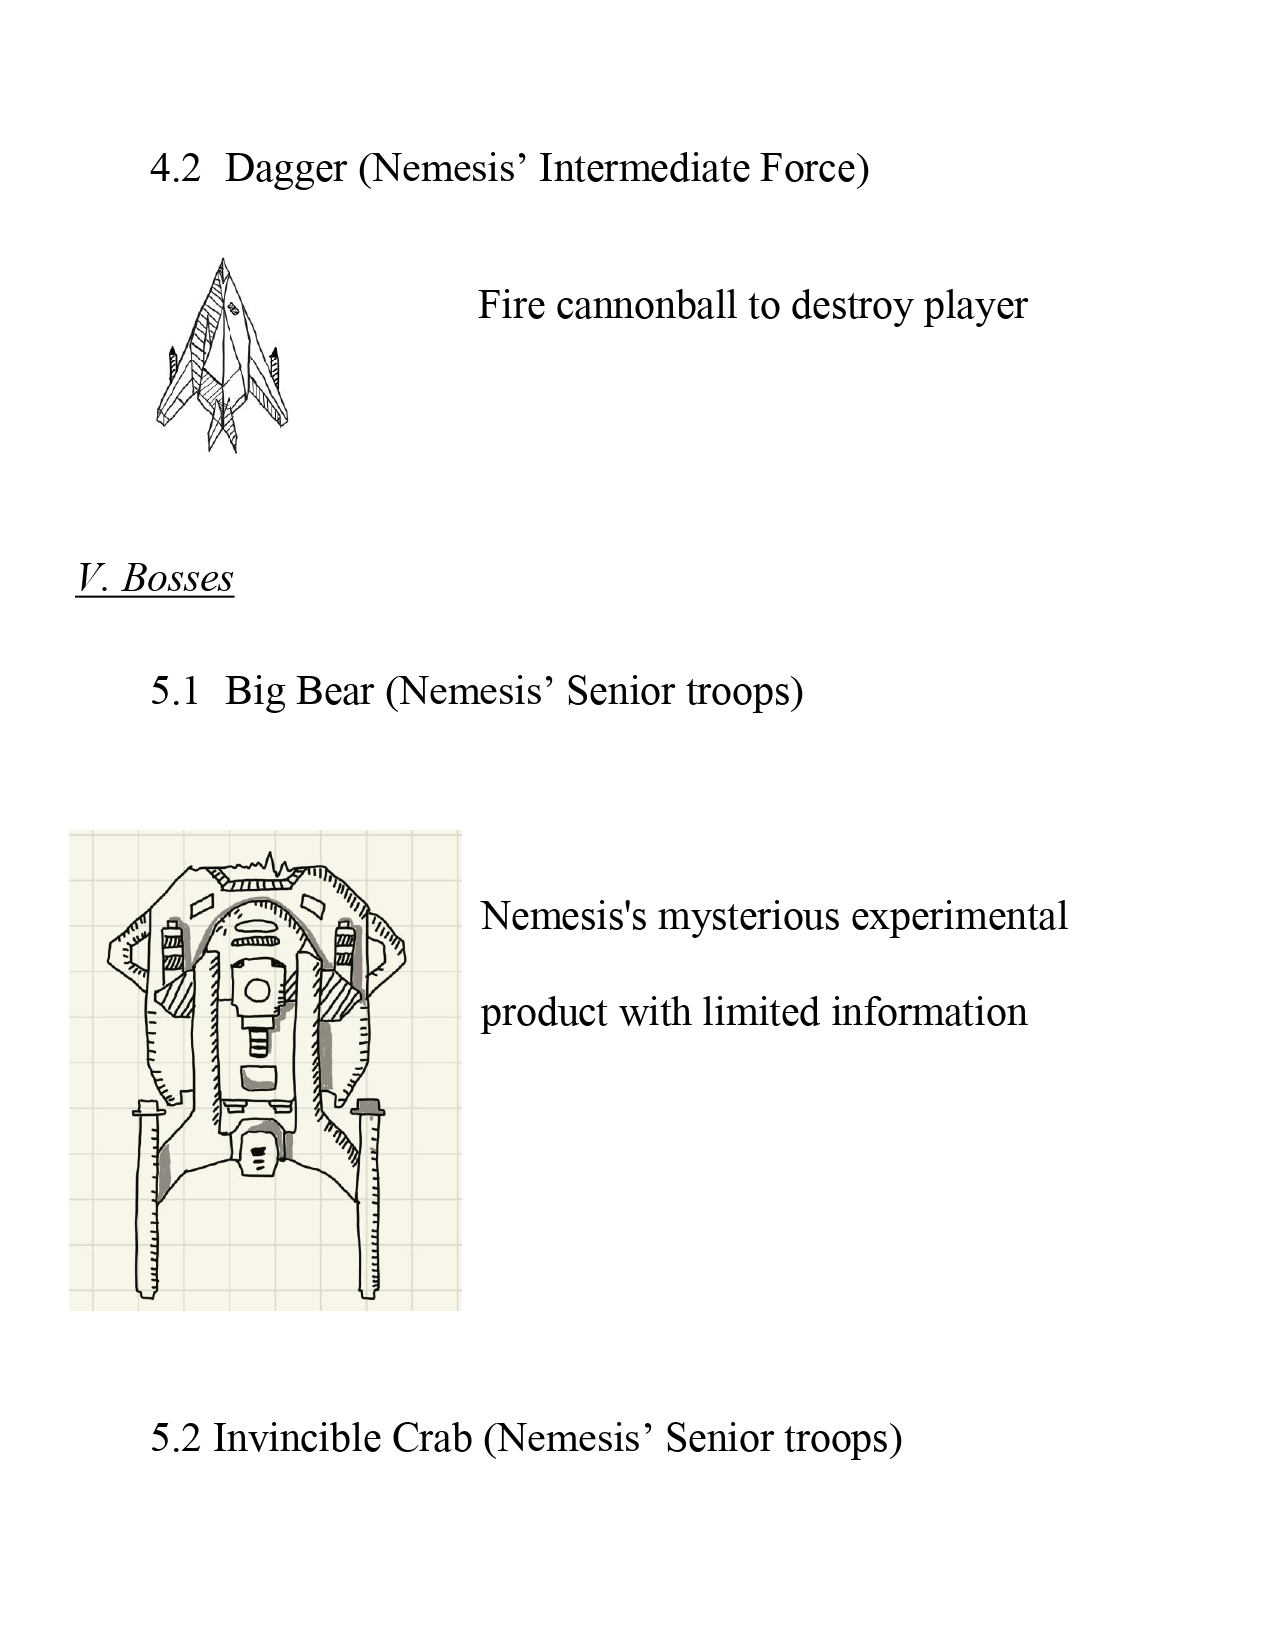 4.2 Dagger (Nemesis’ Intermediate Force)
Fire cannonball to destroy player
V. Bosses
5.1 Big Bear (Nemesis’ Senior troops)
Nemesis's mysterious experimental
product with limited information
5.2 Invincible Crab (Nemesis’ Senior troops)